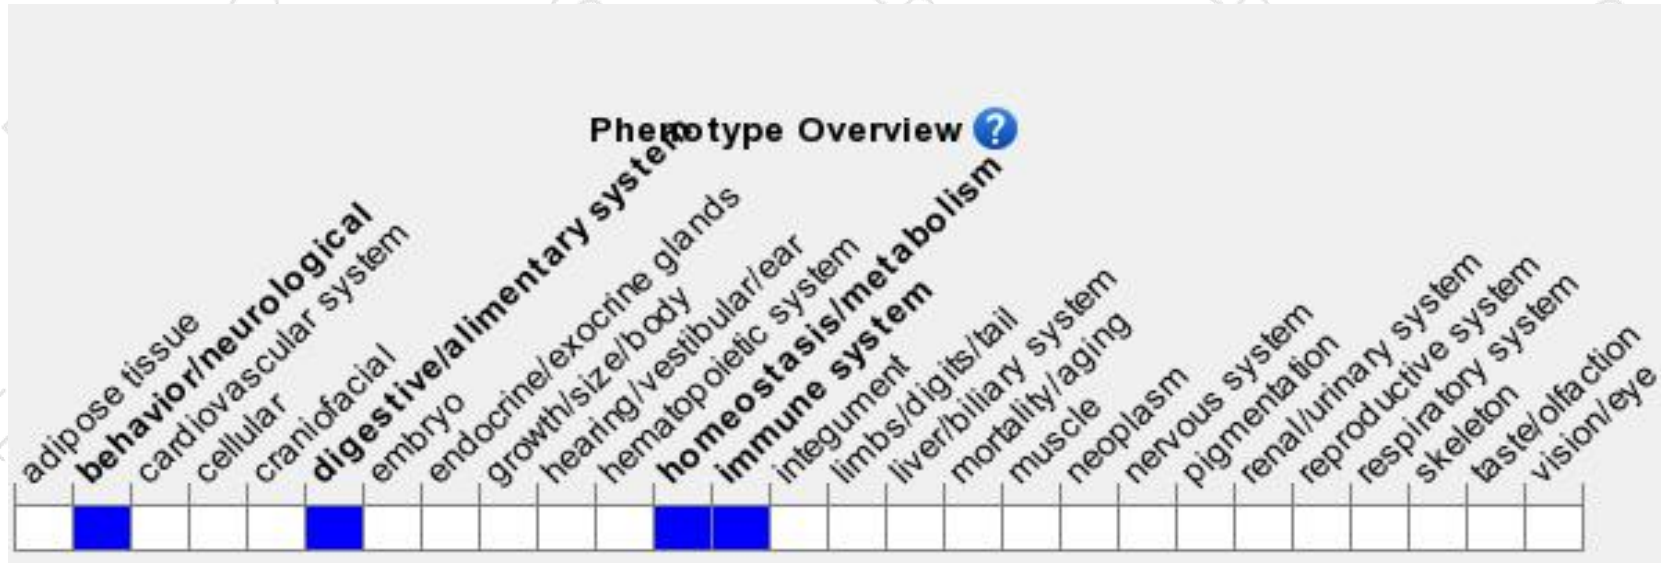 Phenotype Overview ?
adipose tissue
behavior/neurological
cardiovascular system
cellular
craniofacial
digestive/alimentary system
embryo
endocrine/exocrine glands
growth/size/body
hearing/vestibular/ear
hematopoietic system
homeostasis/metabolism
immune system
integument
limbs/digits/tail
liver/biliary system
mortality/aging
muscle
neoplasm
nervous system
pigmentation
renal/urinary system
reproductive system
respiratory system
skeleton
taste/olfaction
vision/eye